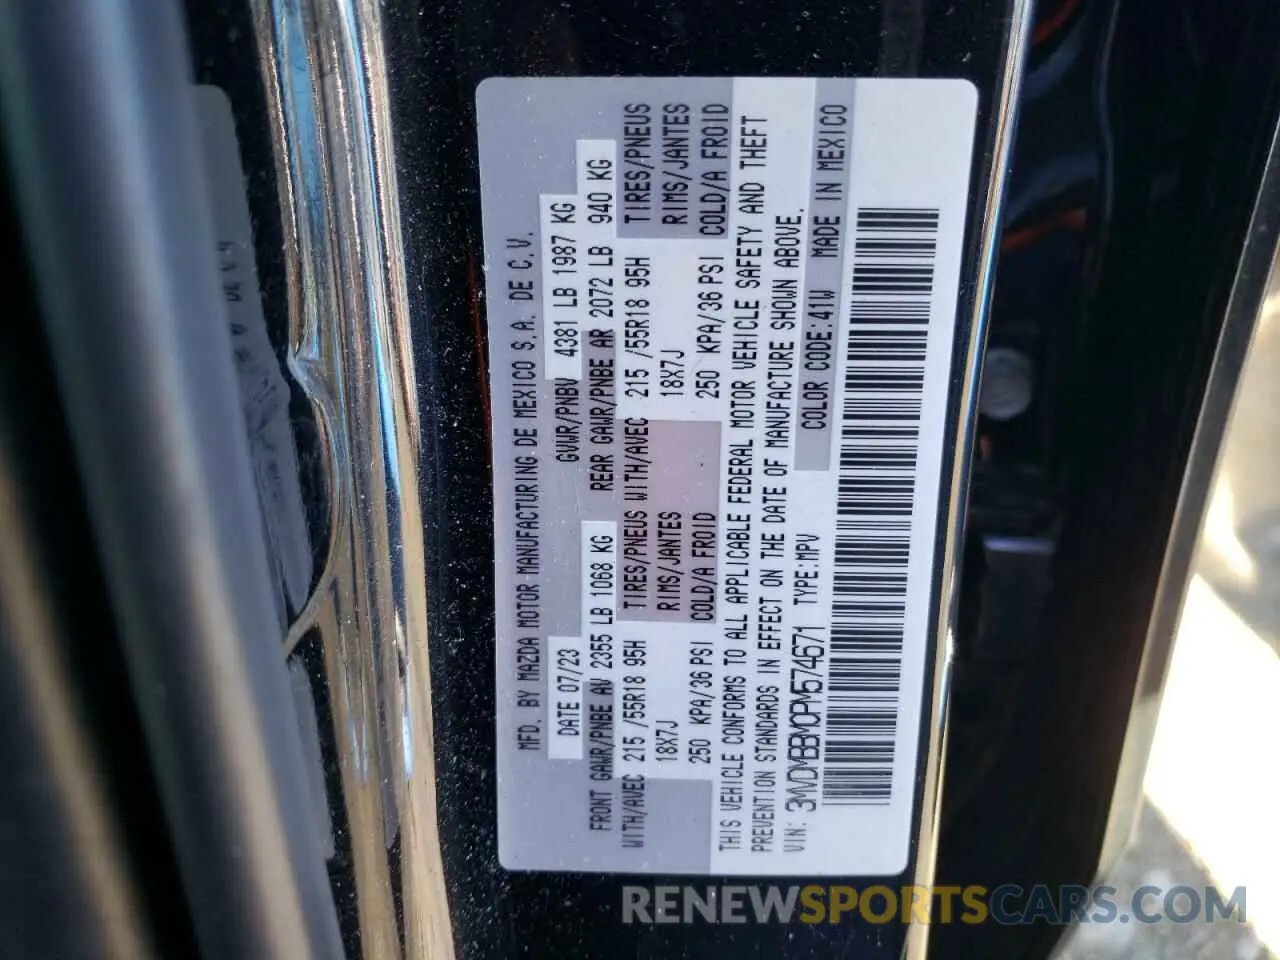 MFD. BY MAZDA MOTOR MANUFACTURING DE MEXICO S.A. DE C.V.
DATE 07/23 GVWR/PNBV 4381 LB 1987 KG
FRONT GAWR/PNBE AV 2355 LB 1068 KG REAR GAWR/PNBE AR 2072 LB 940 KG
WITH/AVEC 215 /55R18 95H TIRES/PNEUS WITH/AVEC 215 /55R18 95H TIRES/PNEUS
18X7J RIMS/JANTES 18X7J RIMS/JANTES
250 KPA/36 PSI COLD/A FROID 250 KPA/36 PSI COLD/A FROID
THIS VEHICLE CONFORMS TO ALL APPLICABLE FEDERAL MOTOR VEHICLE SAFETY AND THEFT
PREVENTION STANDARDS IN EFFECT ON THE DATE OF MANUFACTURE SHOWN ABOVE.
VIN: 3MVDMBBM0PM574671 TYPE:MPV COLOR CODE:41W MADE IN MEXICO
RENEWSPORTSCARS.COM